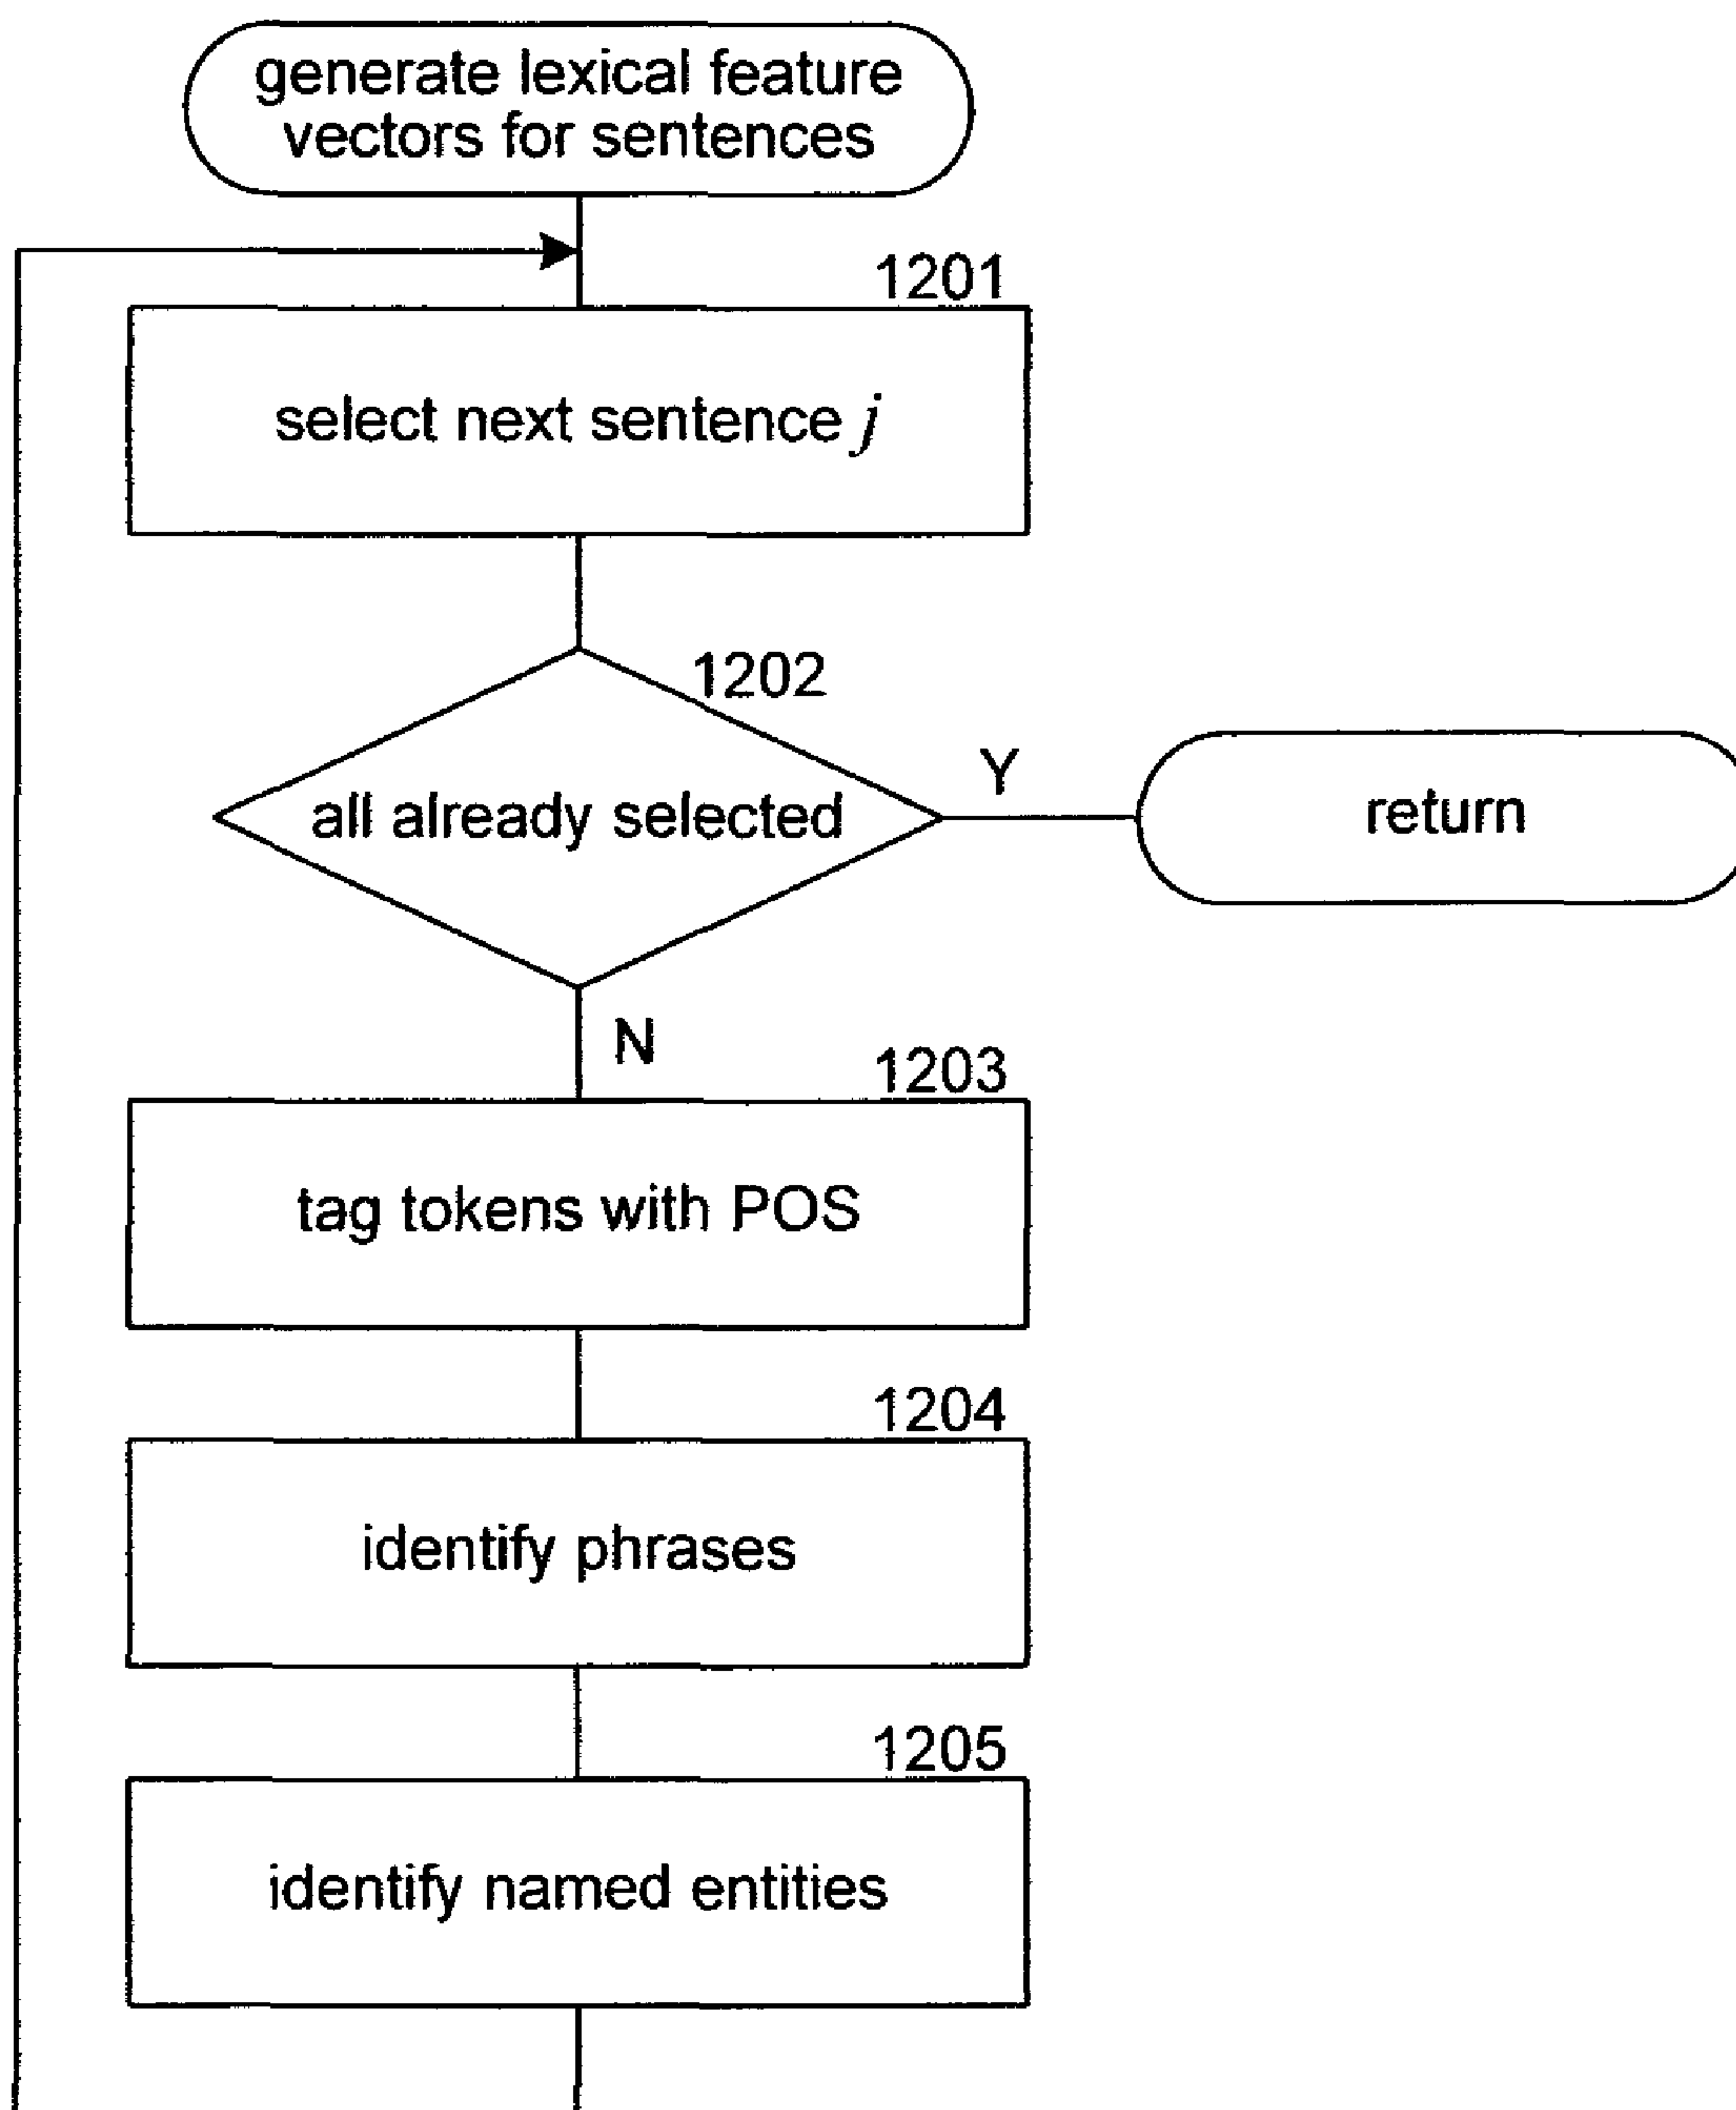 generate lexical feature
vectors for sentences
1201
select next sentence j
1202
all already selected
Y
return
N
1203
tag tokens with POS
1204
identify phrases
1205
identify named entities